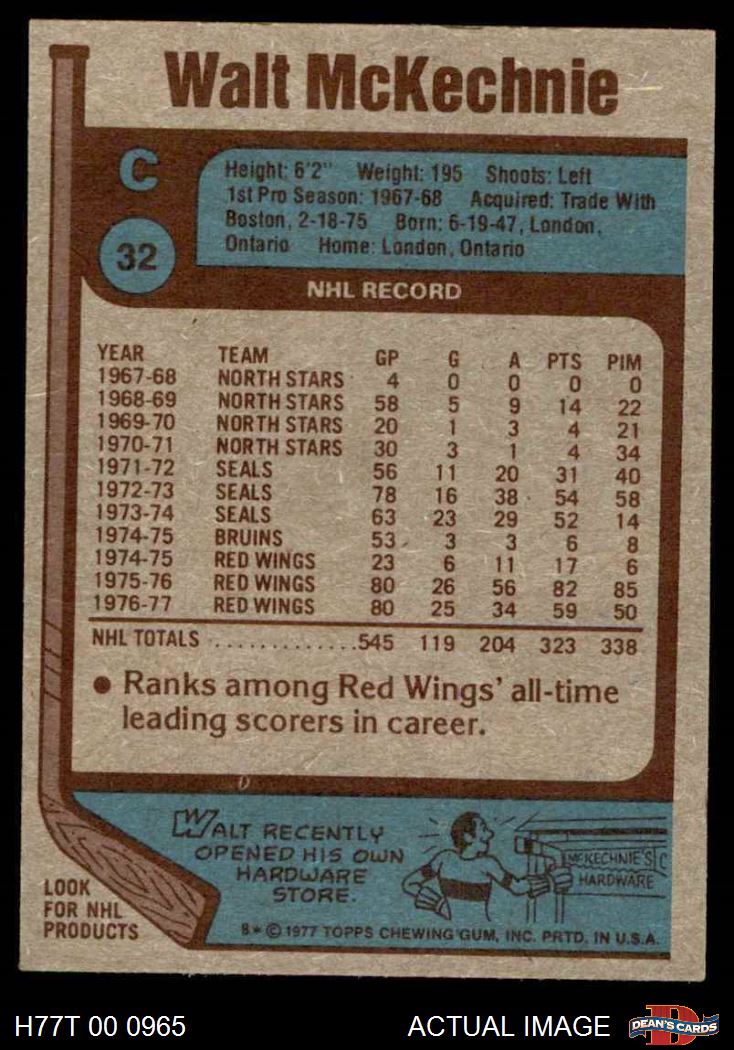 Walt McKechnie
C
Height: 6'2" Weight: 195 Shoots: Left
1st Pro Season: 1967-68 Acquired: Trade With
Boston, 2-18-75 Born: 6-19-47, London,
Ontario Home: London, Ontario
32
NHL RECORD
YEAR TEAM GP G A PTS PIM
1967-68 NORTH STARS 4 0 0 0 0
1968-69 NORTH STARS 58 5 9 14 22
1969-70 NORTH STARS 20 1 3 4 21
1970-71 NORTH STARS 30 3 1 4 34
1971-72 SEALS 56 11 20 31 40
1972-73 SEALS 78 16 38 54 58
1973-74 SEALS 63 23 29 52 14
1974-75 BRUINS 53 3 3 6 8
1974-75 RED WINGS 23 6 11 17 6
1975-76 RED WINGS 80 26 56 82 85
1976-77 RED WINGS 80 25 34 59 50
NHL TOTALS ..............545 119 204 323 338
● Ranks among Red Wings' all-time
leading scorers in career.
WALT RECENTLY
OPENED HIS OWN
HARDWARE
STORE.
McKECHNIE'S
HARDWARE
LOOK
FOR NHL
PRODUCTS
8* © 1977 TOPPS CHEWING GUM, INC. PRTD. IN U.S.A.
H77T 00 0965 ACTUAL IMAGE
D
DEAN'S CARDS